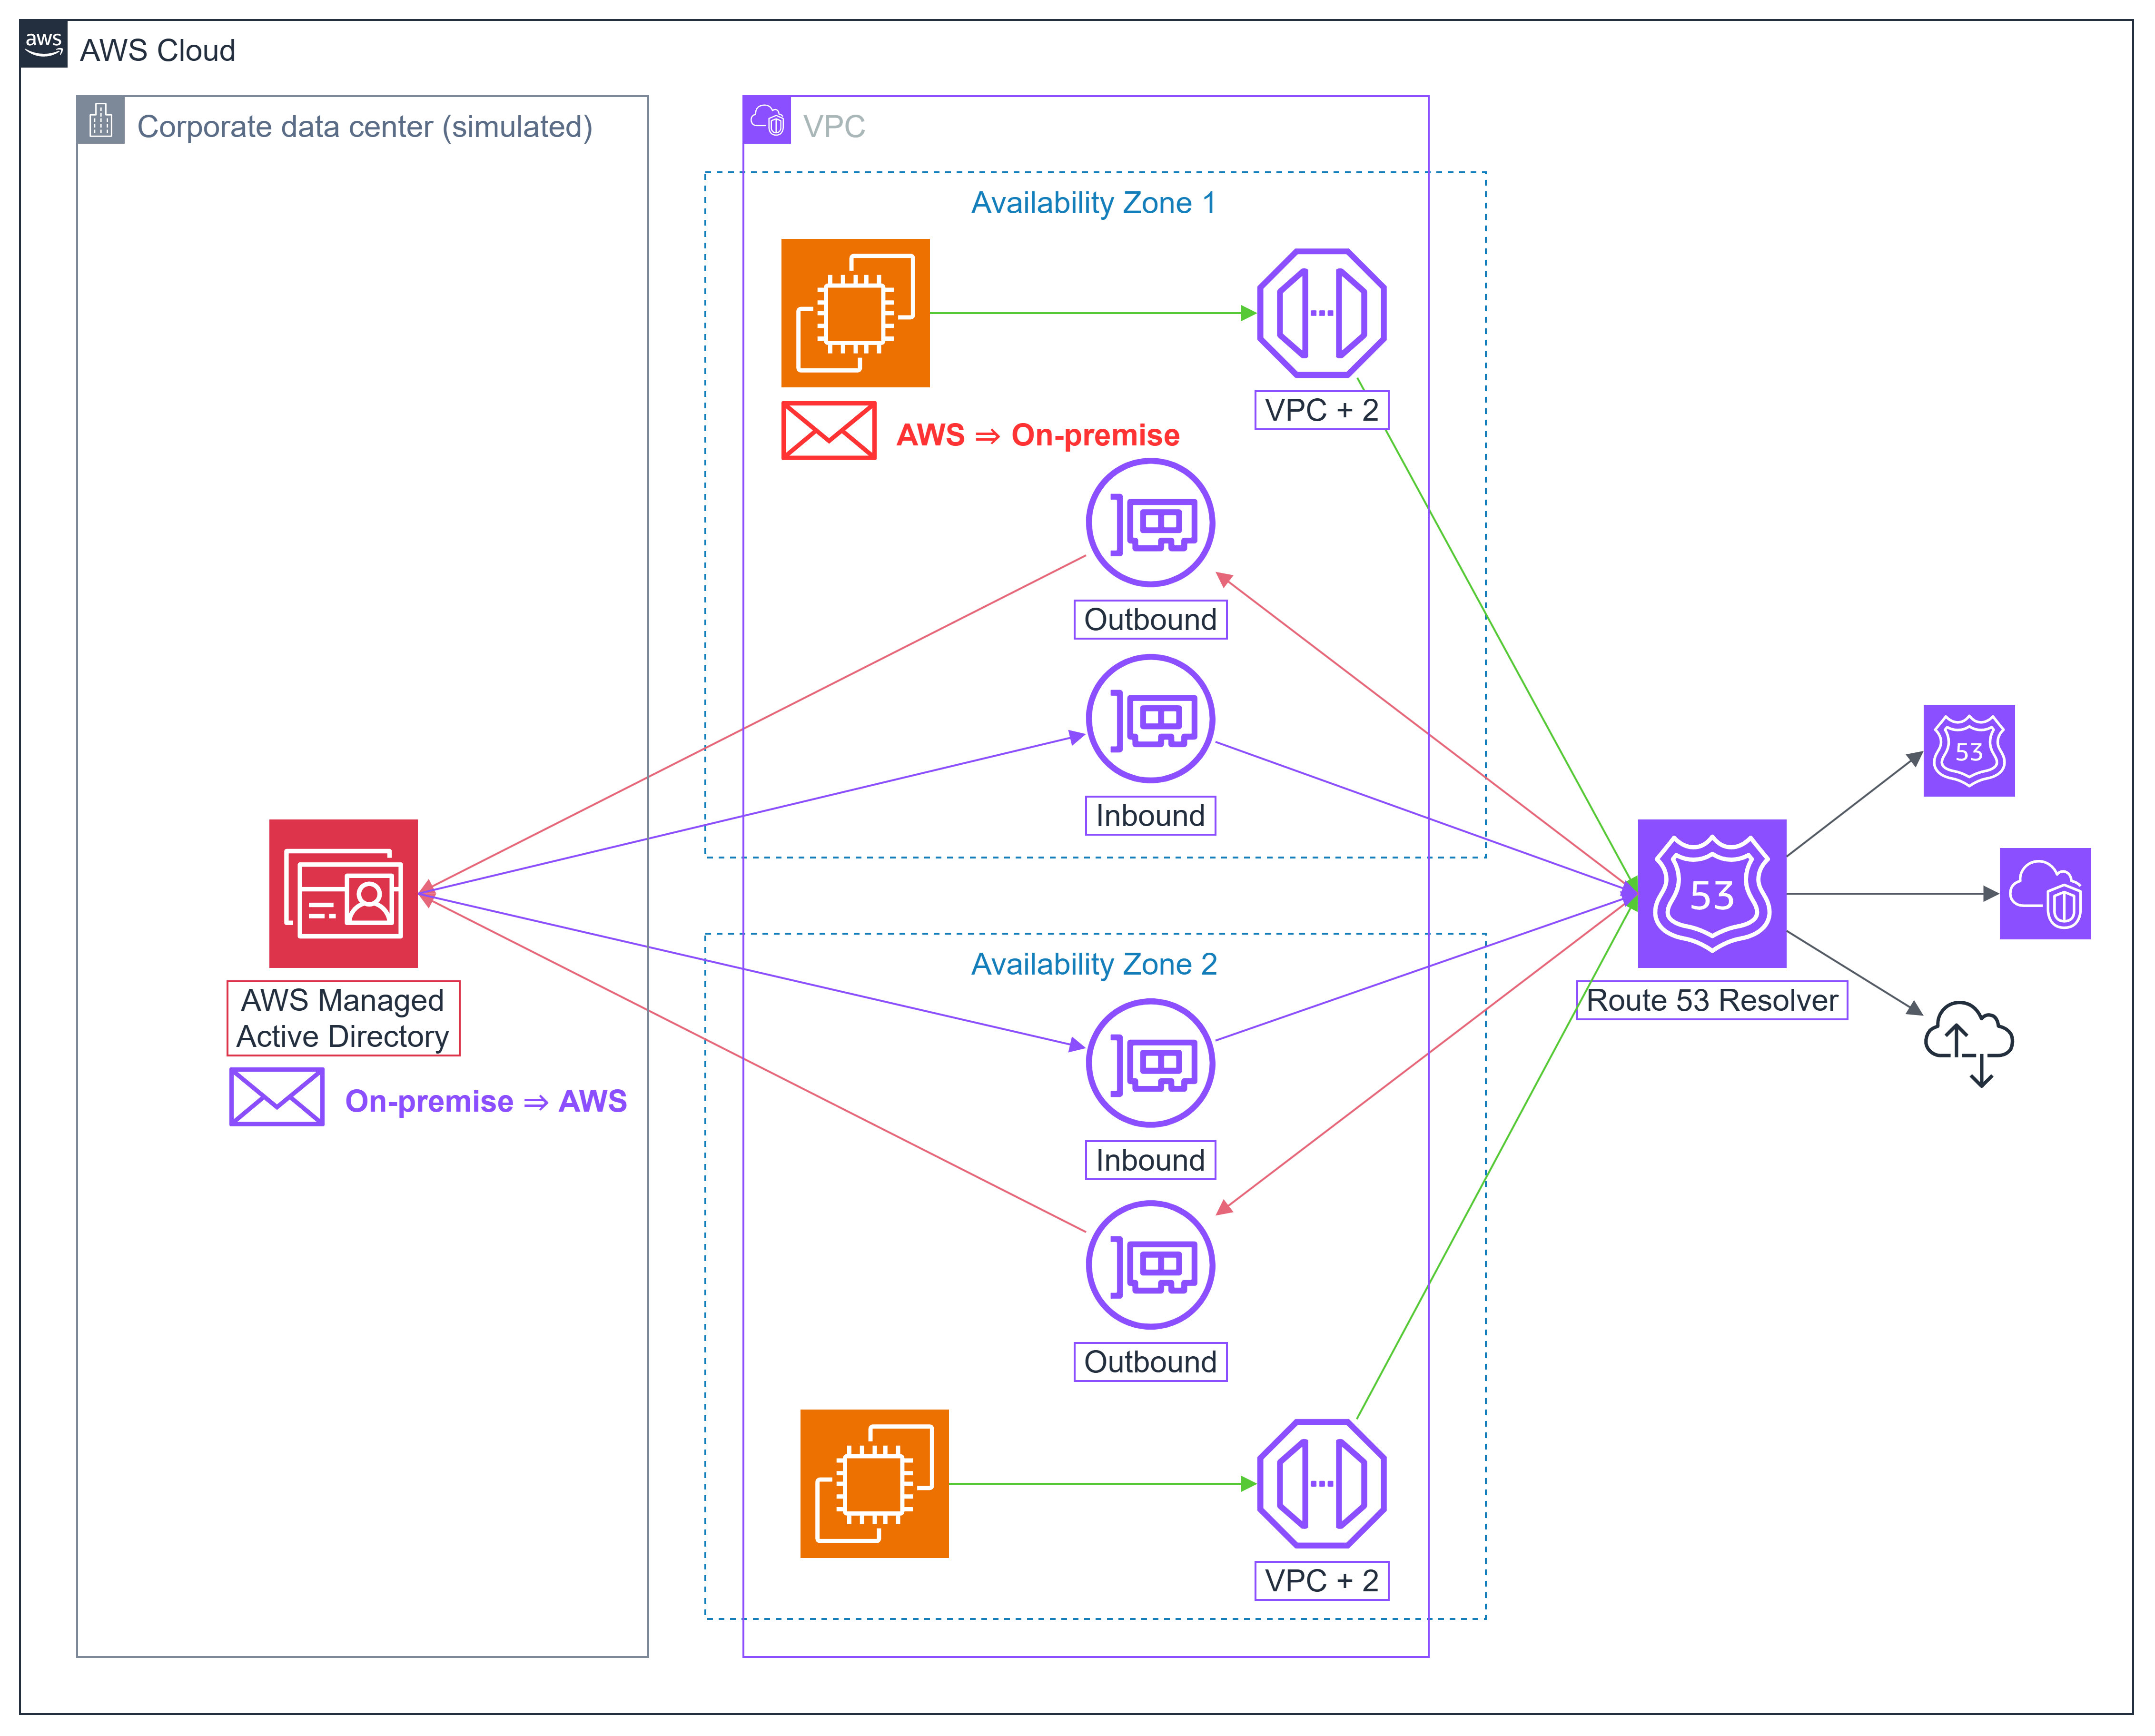 aws
AWS Cloud
Corporate data center (simulated)
VPC
Availability Zone 1
VPC + 2
AWS ⇒ On-premise
Outbound
Inbound
53
53
AWS Managed
Active Directory
Route 53 Resolver
On-premise ⇒ AWS
Availability Zone 2
Inbound
Outbound
VPC + 2